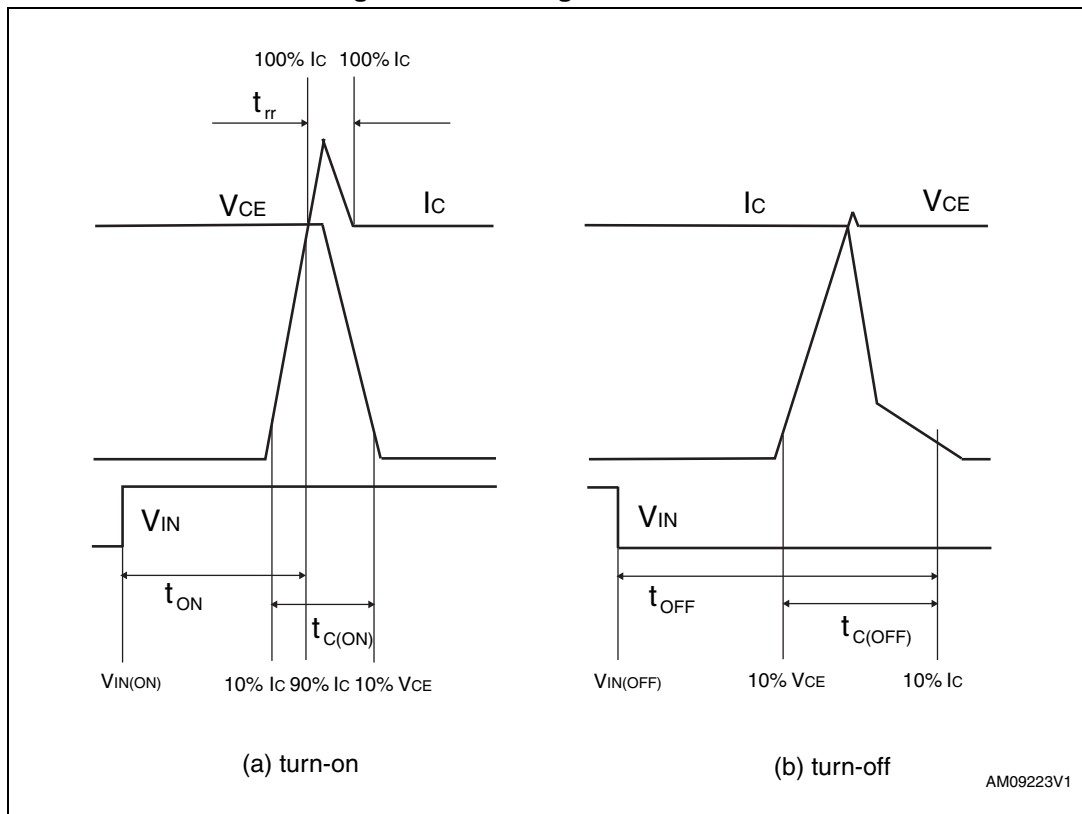 100% IC 100% IC
trr
VCE IC
IC VCE
VIN
VIN
tON
tC(ON)
tOFF
tC(OFF)
VIN(ON) 10% IC 90% IC 10% VCE
VIN(OFF) 10% VCE 10% IC
(a) turn-on
(b) turn-off
AM09223V1